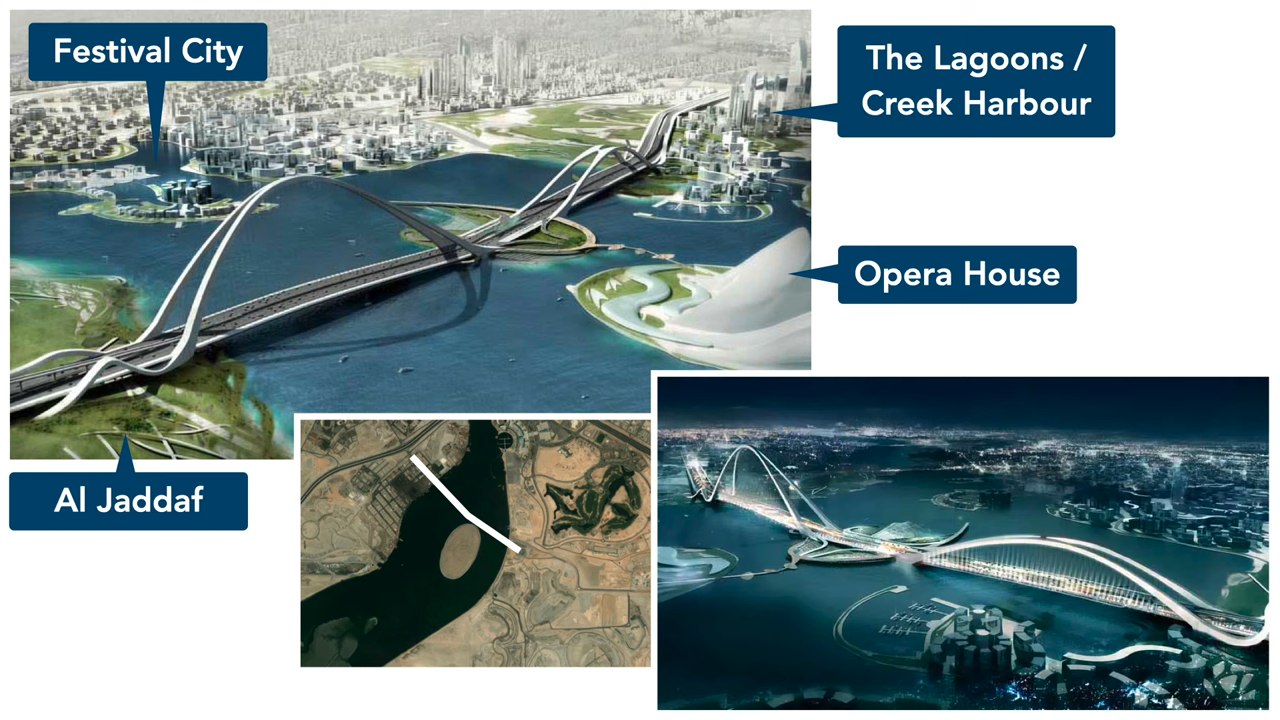 Festival City
The Lagoons /
Creek Harbour
Opera House
Al Jaddaf